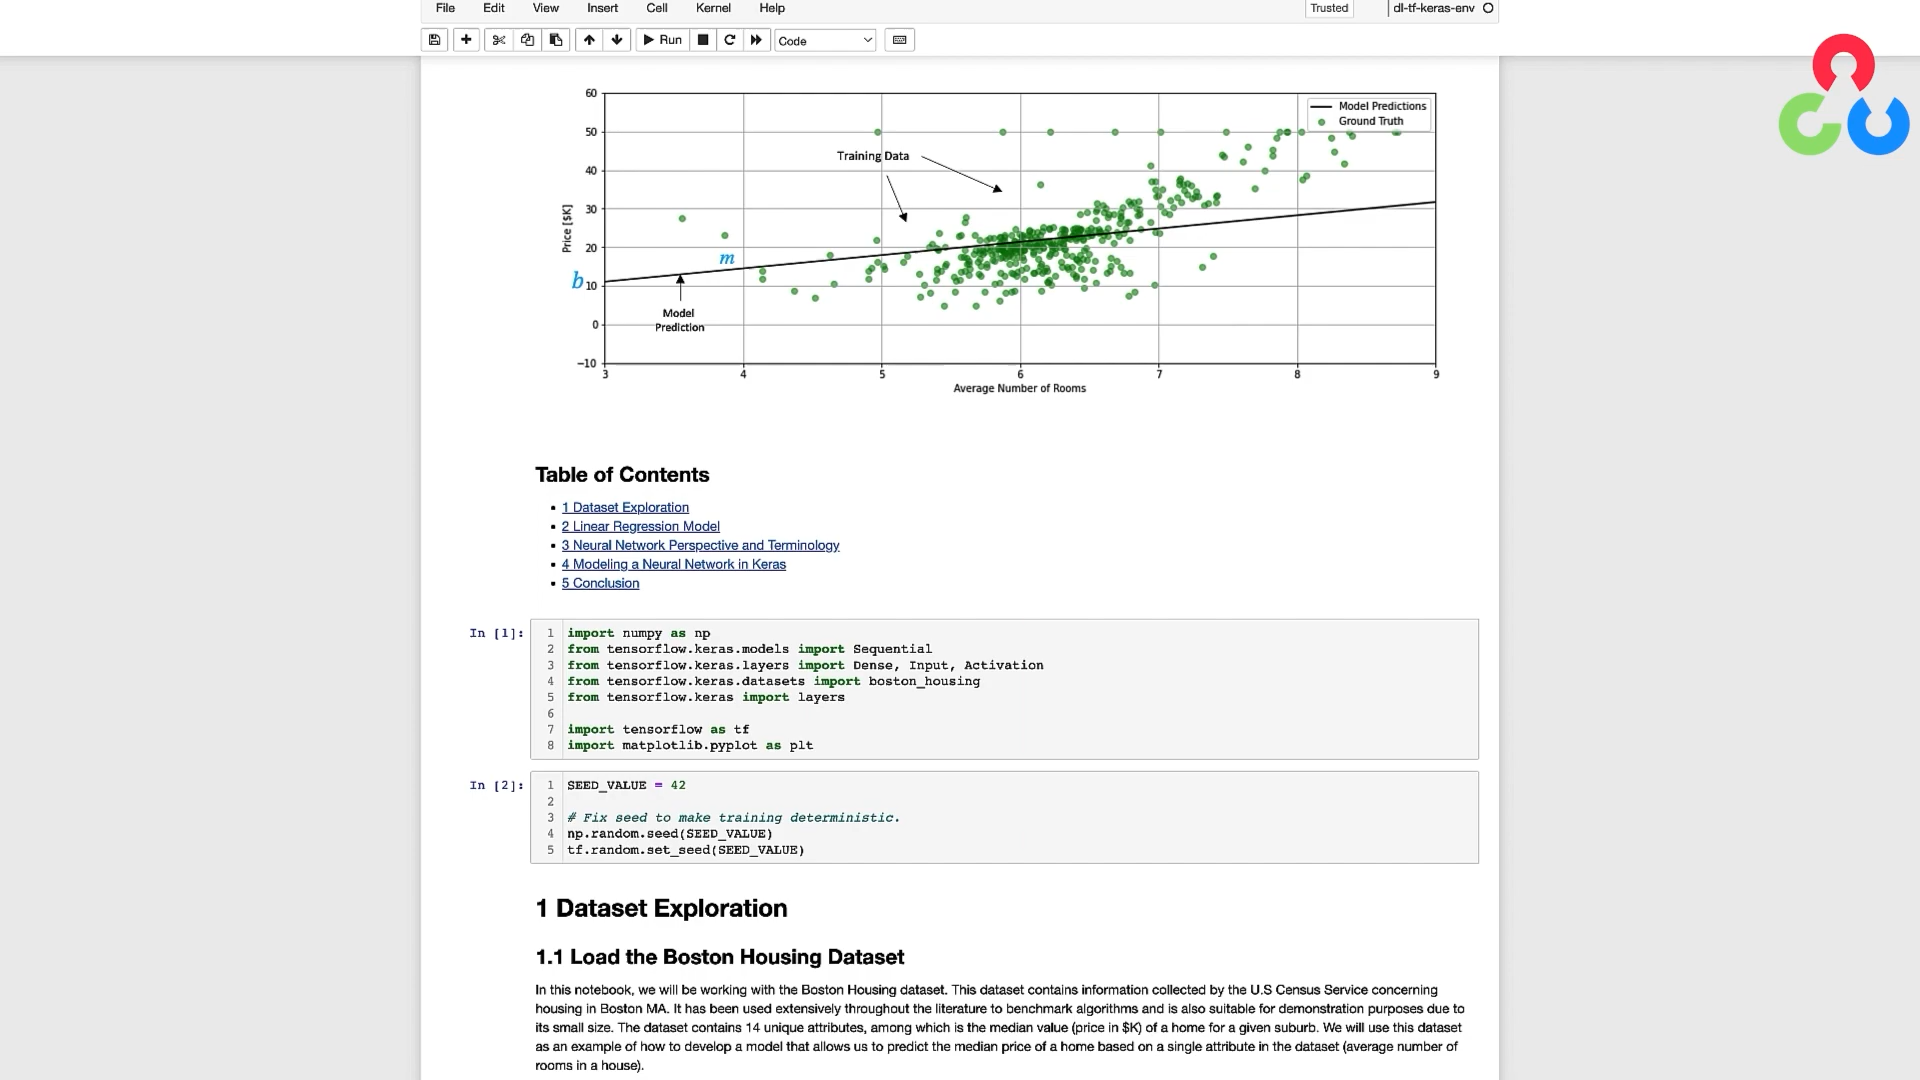 File Edit View Insert Cell Kernel Help Trusted dl-tf-keras-env
Run Code
60
50
40
30
20
10
0
−10
Price [$K]
Model Predictions
Ground Truth
Training Data
m
b
Model
Prediction
3 4 5 6 7 8 9
Average Number of Rooms
Table of Contents
1 Dataset Exploration
2 Linear Regression Model
3 Neural Network Perspective and Terminology
4 Modeling a Neural Network in Keras
5 Conclusion
In [1]:
1 import numpy as np
2 from tensorflow.keras.models import Sequential
3 from tensorflow.keras.layers import Dense, Input, Activation
4 from tensorflow.keras.datasets import boston_housing
5 from tensorflow.keras import layers
6
7 import tensorflow as tf
8 import matplotlib.pyplot as plt
In [2]:
1 SEED_VALUE = 42
2
3 # Fix seed to make training deterministic.
4 np.random.seed(SEED_VALUE)
5 tf.random.set_seed(SEED_VALUE)
1 Dataset Exploration
1.1 Load the Boston Housing Dataset
In this notebook, we will be working with the Boston Housing dataset. This dataset contains information collected by the U.S Census Service concerning
housing in Boston MA. It has been used extensively throughout the literature to benchmark algorithms and is also suitable for demonstration purposes due to
its small size. The dataset contains 14 unique attributes, among which is the median value (price in $K) of a home for a given suburb. We will use this dataset
as an example of how to develop a model that allows us to predict the median price of a home based on a single attribute in the dataset (average number of
rooms in a house).